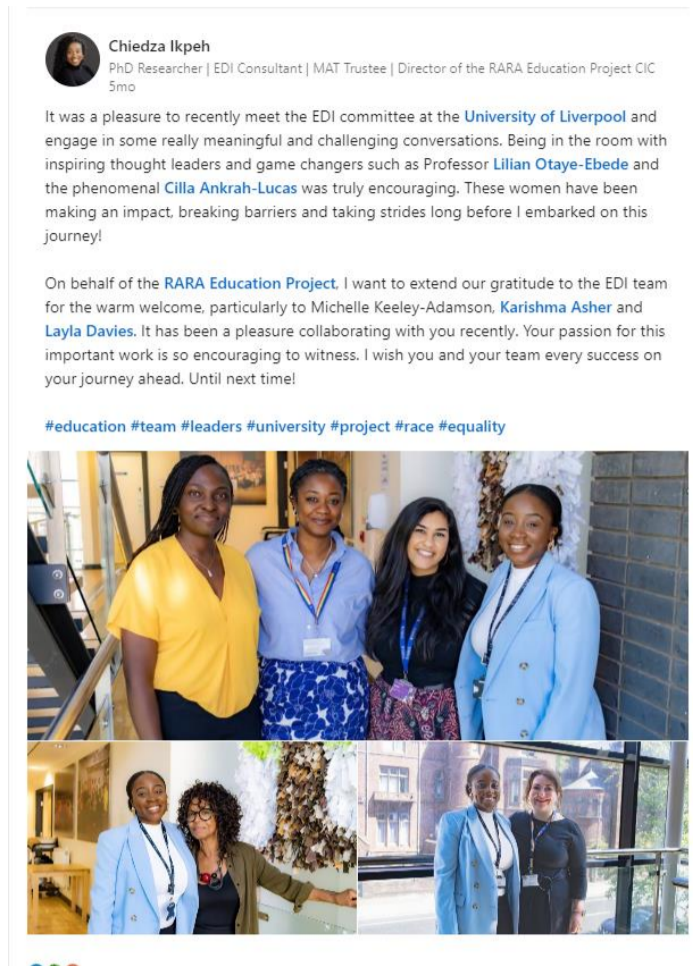 Chiedza Ikpeh
PhD Researcher | EDI Consultant | MAT Trustee | Director of the RARA Education Project CIC
5mo
It was a pleasure to recently meet the EDI committee at the University of Liverpool and
engage in some really meaningful and challenging conversations. Being in the room with
inspiring thought leaders and game changers such as Professor Lilian Otaye-Ebede and
the phenomenal Cilla Ankrah-Lucas was truly encouraging. These women have been
making an impact, breaking barriers and taking strides long before I embarked on this
journey!
On behalf of the RARA Education Project, I want to extend our gratitude to the EDI team
for the warm welcome, particularly to Michelle Keeley-Adamson, Karishma Asher and
Layla Davies. It has been a pleasure collaborating with you recently. Your passion for this
important work is so encouraging to witness. I wish you and your team every success on
your journey ahead. Until next time!
#education #team #leaders #university #project #race #equality